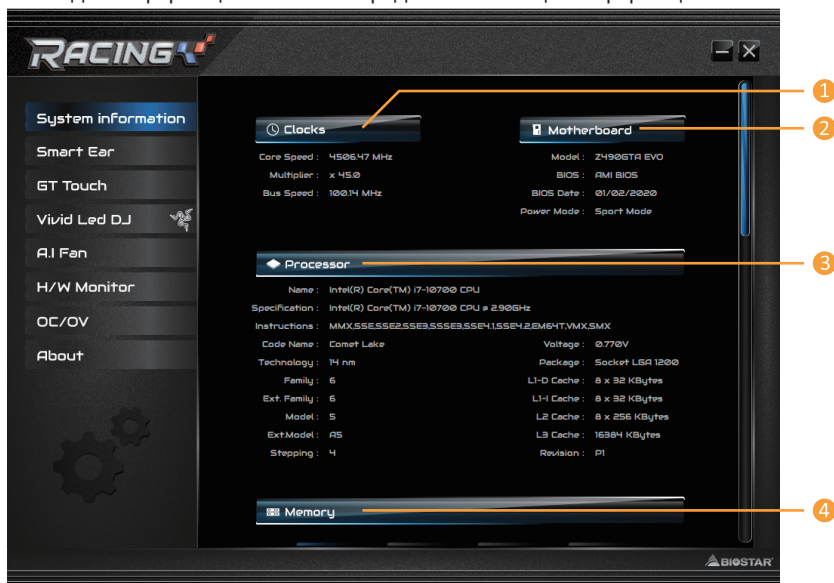 RACING
System information
Smart Ear
GT Touch
Vivid Led DJ
A.I Fan
H/W Monitor
OC/OV
About
Clocks
Core Speed : 4506.47 MHz
Multiplier : x 45.0
Bus Speed : 100.14 MHz
1
Motherboard
Model : Z490GTA EVO
BIOS : AMI BIOS
BIOS Date : 01/02/2020
Power Mode : Sport Mode
2
Processor
3
Name : Intel(R) Core(TM) i7-10700 CPU
Specification : Intel(R) Core(TM) i7-10700 CPU @ 2.90GHz
Instructions : MMX,SSE,SSE2,SSE3,SSSE3,SSE4.1,SSE4.2,EM64T,VMX,SMX
Code Name : Comet Lake
Technology : 14 nm
Family : 6
Ext. Family : 6
Model : 5
Ext.Model : A5
Stepping : 4
Voltage : 0.770V
Package : Socket LGA 1200
L1-D Cache : 8 x 32 KBytes
L1-I Cache : 8 x 32 KBytes
L2 Cache : 8 x 256 KBytes
L3 Cache : 16384 KBytes
Revision : P1
Memory
4
BIOSTAR